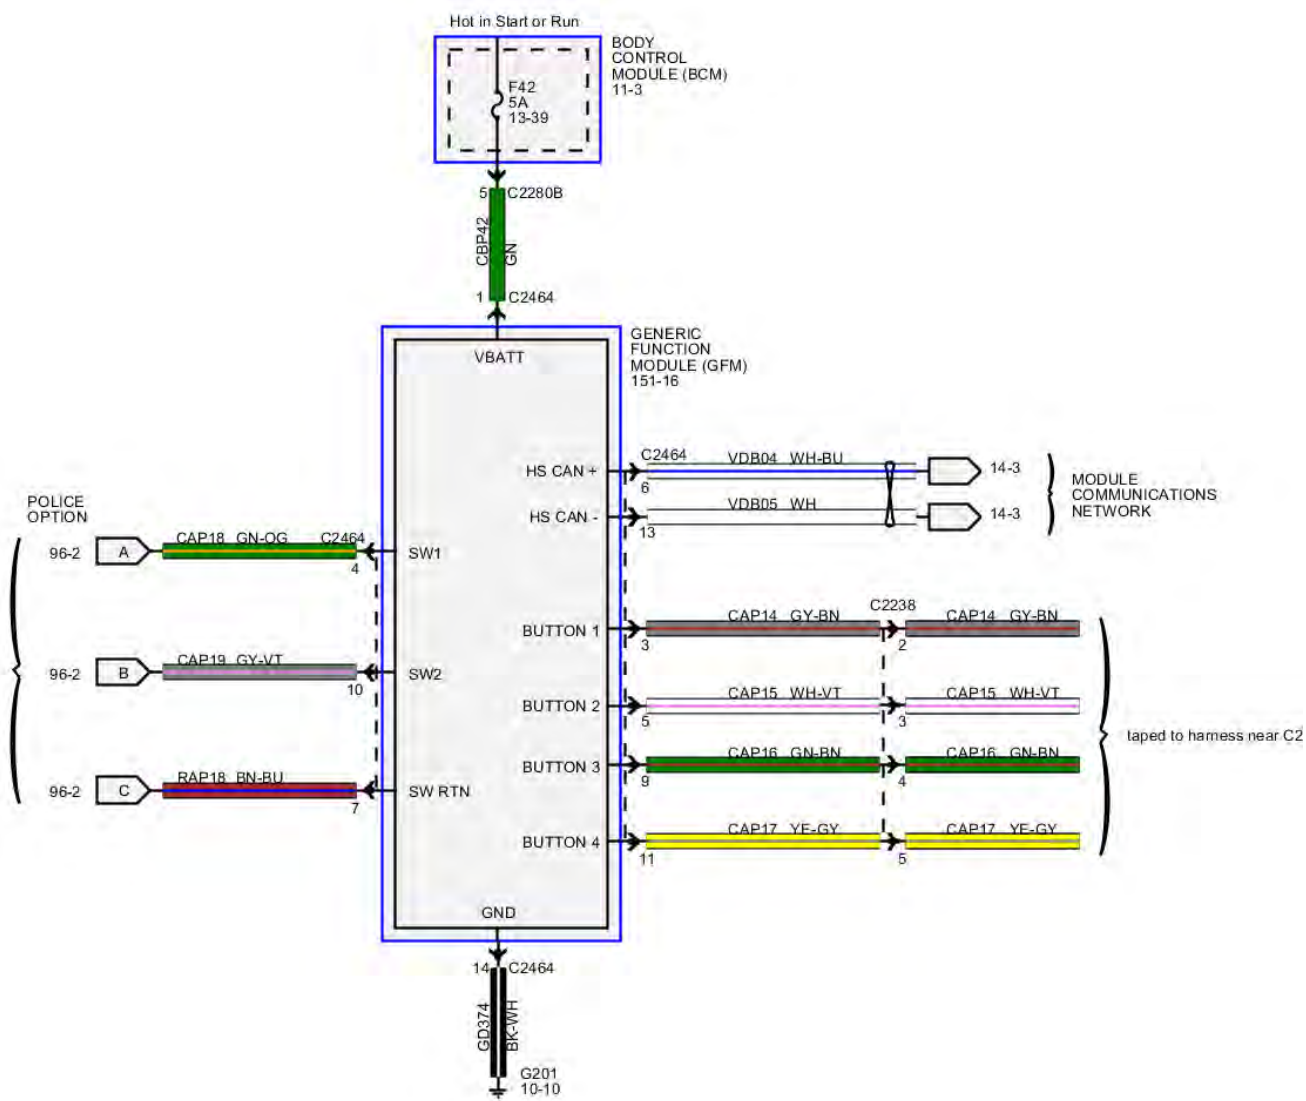 Hot in Start or Run
BODY
CONTROL
MODULE (BCM)
11-3
F42
5A
13-39
5 C2280B
CBP42
GN
1 C2464
GENERIC
FUNCTION
MODULE (GFM)
151-16
VBATT
HS CAN +
C2464
6
VDB04 WH-BU
14-3
HS CAN -
13
VDB05 WH
14-3
MODULE
COMMUNICATIONS
NETWORK
POLICE
OPTION
96-2
A
CAP18 GN-OG
C2464
4
SW1
96-2
B
CAP19 GY-VT
10
SW2
96-2
C
RAP18 BN-BU
7
SW RTN
BUTTON 1
3
CAP14 GY-BN
C2238
2
CAP14 GY-BN
BUTTON 2
5
CAP15 WH-VT
3
CAP15 WH-VT
BUTTON 3
9
CAP16 GN-BN
4
CAP16 GN-BN
BUTTON 4
11
CAP17 YE-GY
5
CAP17 YE-GY
taped to harness near C2
GND
14 C2464
GD374
BK-WH
G201
10-10